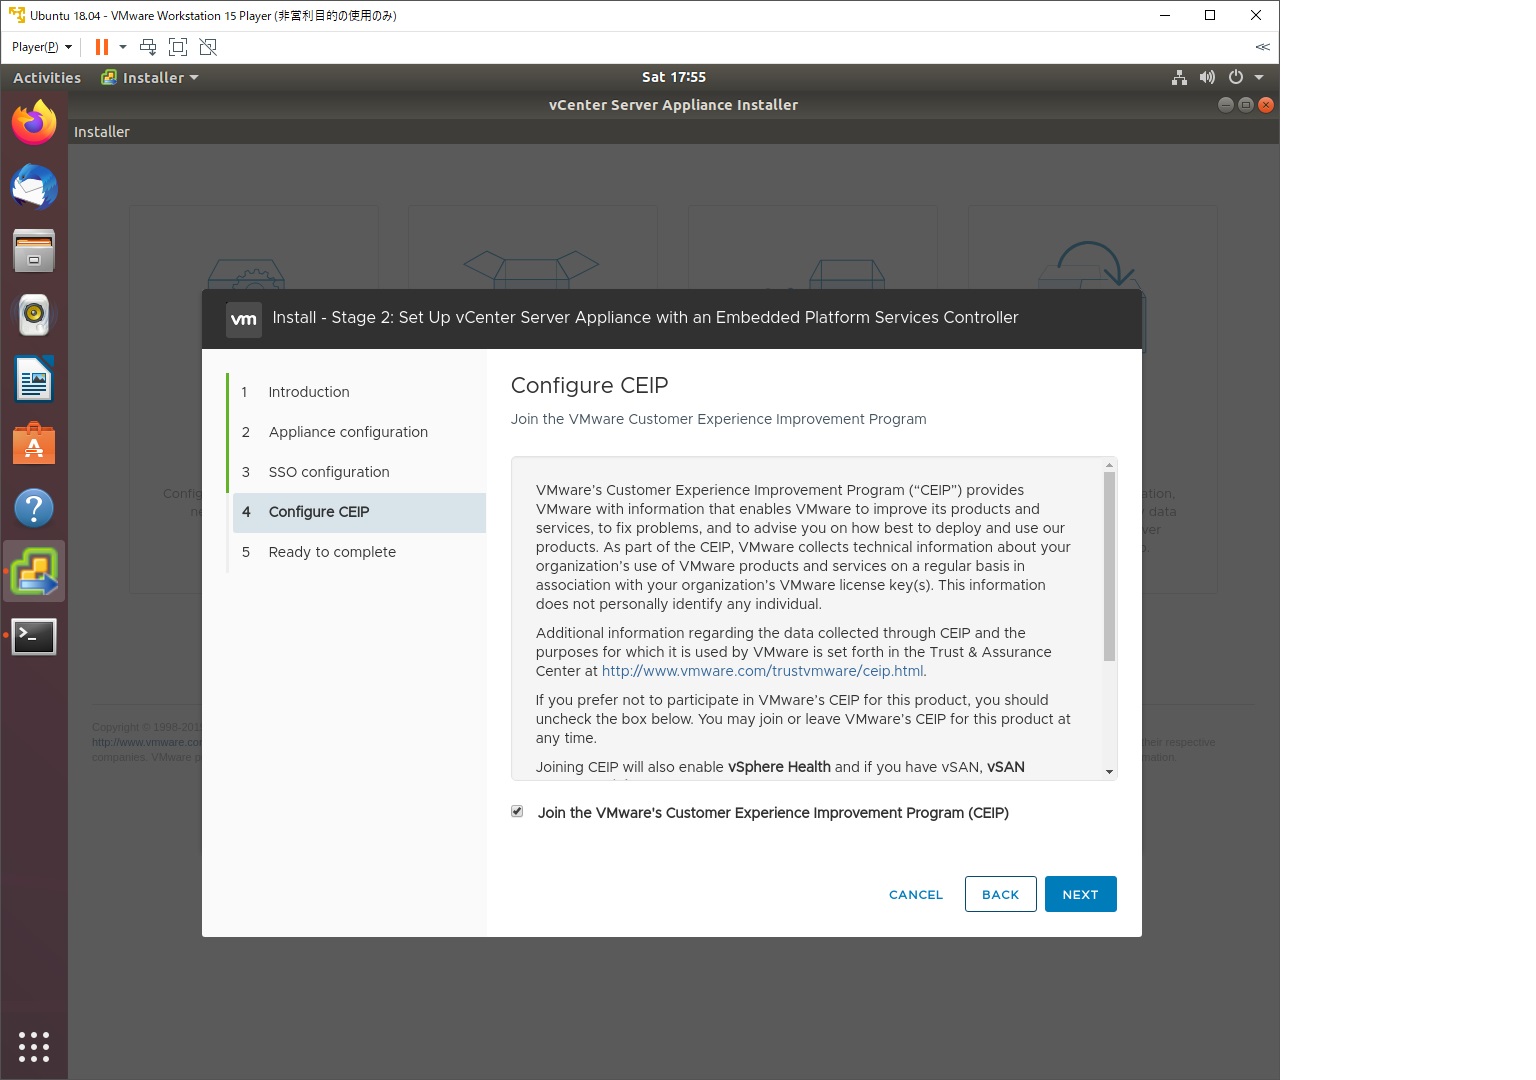 Ubuntu 18.04 - VMware Workstation 15 Player (非営利目的の使用のみ)
Player(P)
Activities
Installer
Sat 17:55
vCenter Server Appliance Installer
Installer
vm
Install - Stage 2: Set Up vCenter Server Appliance with an Embedded Platform Services Controller
1 Introduction
2 Appliance configuration
3 SSO configuration
4 Configure CEIP
5 Ready to complete
Configure CEIP
Join the VMware Customer Experience Improvement Program
VMware’s Customer Experience Improvement Program (“CEIP”) provides
VMware with information that enables VMware to improve its products and
services, to fix problems, and to advise you on how best to deploy and use our
products. As part of the CEIP, VMware collects technical information about your
organization’s use of VMware products and services on a regular basis in
association with your organization’s VMware license key(s). This information
does not personally identify any individual.
Additional information regarding the data collected through CEIP and the
purposes for which it is used by VMware is set forth in the Trust & Assurance
Center at http://www.vmware.com/trustvmware/ceip.html.
If you prefer not to participate in VMware’s CEIP for this product, you should
uncheck the box below. You may join or leave VMware’s CEIP for this product at
any time.
Joining CEIP will also enable vSphere Health and if you have vSAN, vSAN
Join the VMware's Customer Experience Improvement Program (CEIP)
CANCEL
BACK
NEXT
Copyright © 1998-201
http://www.vmware.co
companies. VMware p
data
their respective